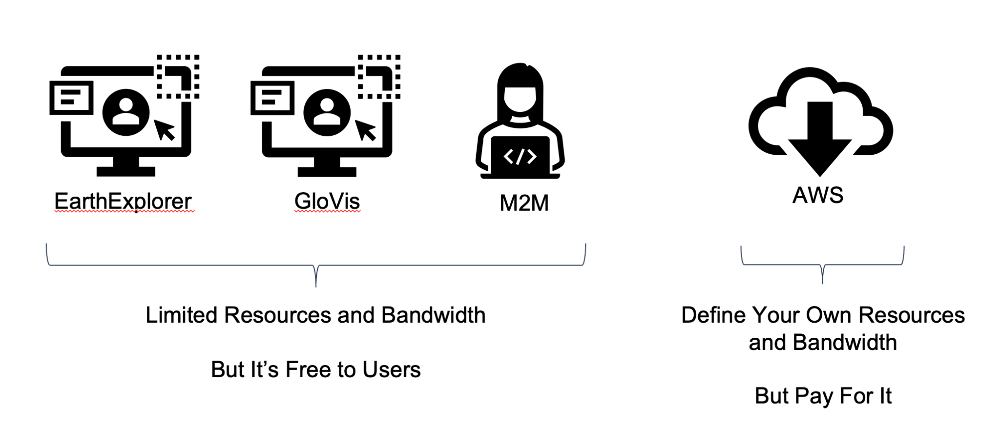 EarthExplorer
GloVis
M2M
AWS
</>
Limited Resources and Bandwidth
But It’s Free to Users
Define Your Own Resources
and Bandwidth
But Pay For It